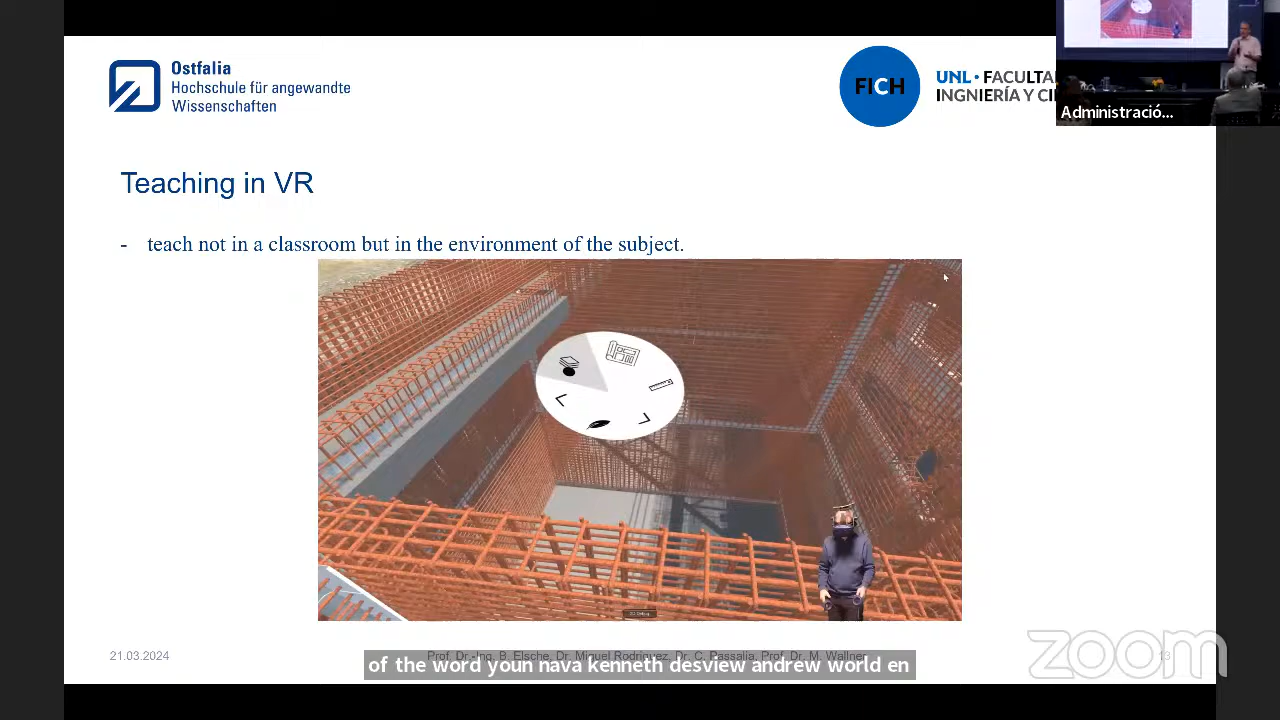 Ostfalia
Hochschule für angewandte
Wissenschaften
FICH
UNL • FACULTA
INGNIERÍA Y CI
Administració...
Teaching in VR
- teach not in a classroom but in the environment of the subject.
21.03.2024
Prof. Dr.-Ing. B. Elsche, Dr. Miguel Rodriguez, Dr. C. Passalia, Prof. Dr. M. Wallner
13
of the word youn nava kenneth desview andrew world en
zoom